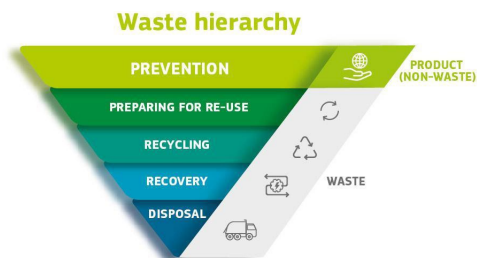 Waste hierarchy
PREVENTION
PRODUCT
(NON-WASTE)
PREPARING FOR RE-USE
RECYCLING
RECOVERY
WASTE
DISPOSAL